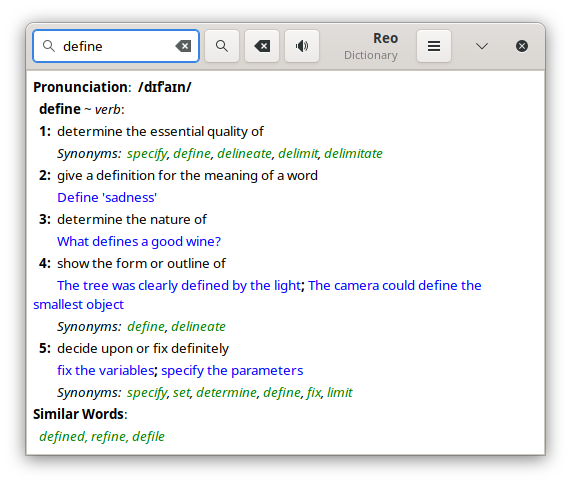 define
Reo
Dictionary
Pronunciation: /dɪfˈaɪn/
define ~ verb:
1: determine the essential quality of
Synonyms: specify, define, delineate, delimit, delimitate
2: give a definition for the meaning of a word
Define 'sadness'
3: determine the nature of
What defines a good wine?
4: show the form or outline of
The tree was clearly defined by the light; The camera could define the
smallest object
Synonyms: define, delineate
5: decide upon or fix definitely
fix the variables; specify the parameters
Synonyms: specify, set, determine, define, fix, limit
Similar Words:
defined, refine, defile